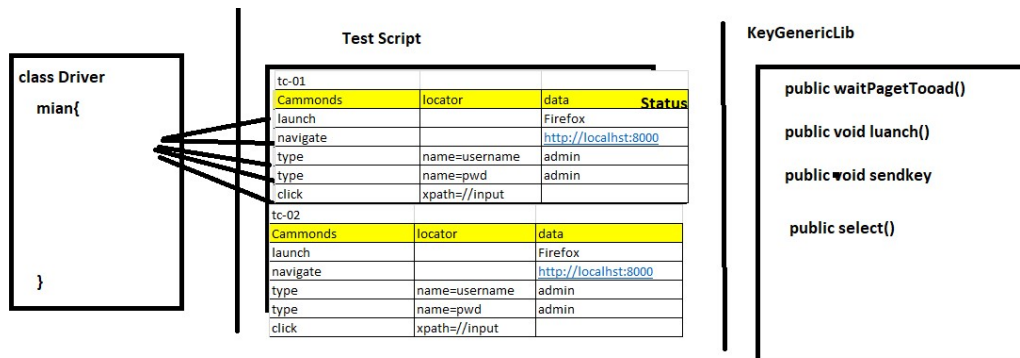 class Driver
mian{
}
Test Script
tc-01
Cammonds locator data Status
launch Firefox
navigate http://localhst:8000
type name=username admin
type name=pwd admin
click xpath=//input
tc-02
Cammonds locator data
launch Firefox
navigate http://localhst:8000
type name=username admin
type name=pwd admin
click xpath=//input
KeyGenericLib
public waitPagetTooad()
public void luanch()
public void sendkey
public select()